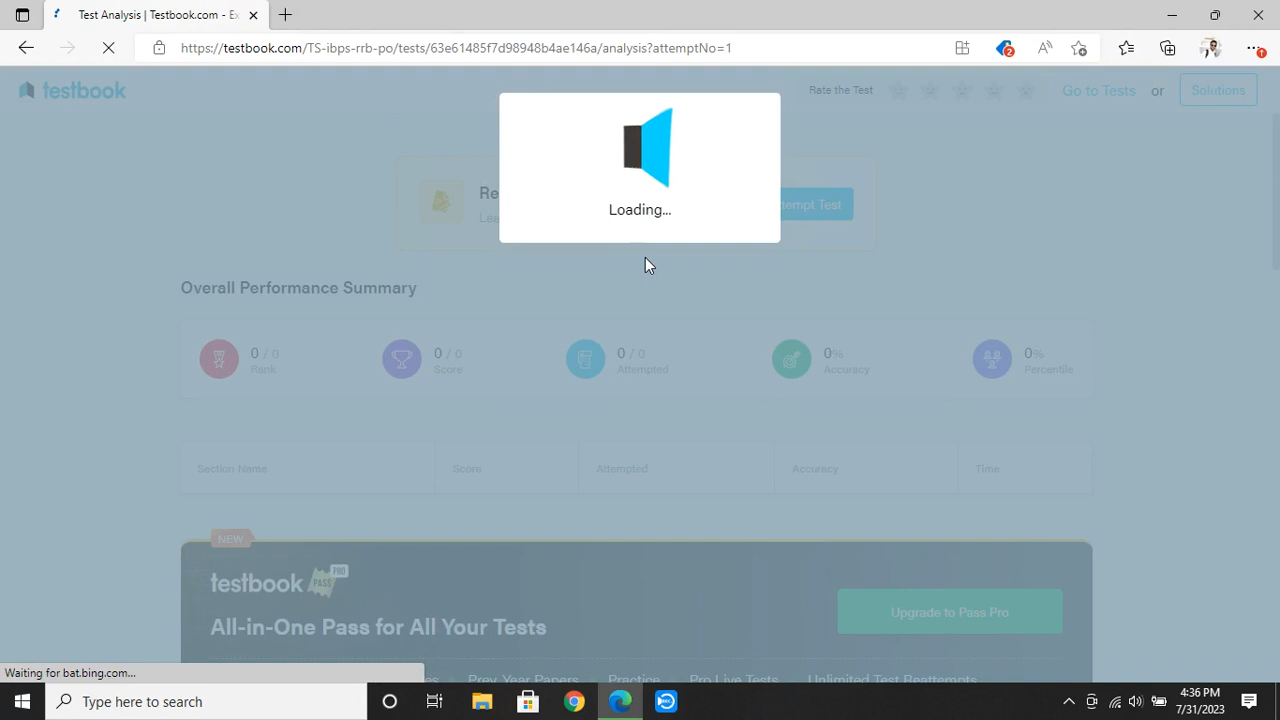 Test Analysis | Testbook.com - Ex
https://testbook.com/TS-ibps-rrb-po/tests/63e61485f7d98948b4ae146a/analysis?attemptNo=1
2
testbook
Rate the Test
Go to Tests or Solutions
Loading...
Re
empt Test
Lee
Overall Performance Summary
0 / 0
Rank
0 / 0
Score
0 / 0
Attempted
0%
Accuracy
0%
Percentile
Section Name Score Attempted Accuracy Time
NEW
testbook PASS PRO
All-in-One Pass for All Your Tests
Upgrade to Pass Pro
Prev. Year Papers Practice Pro Live Tests Unlimited Test Reattempts
Waiting for bat.bing.com...
Type here to search
4:36 PM
7/31/2023